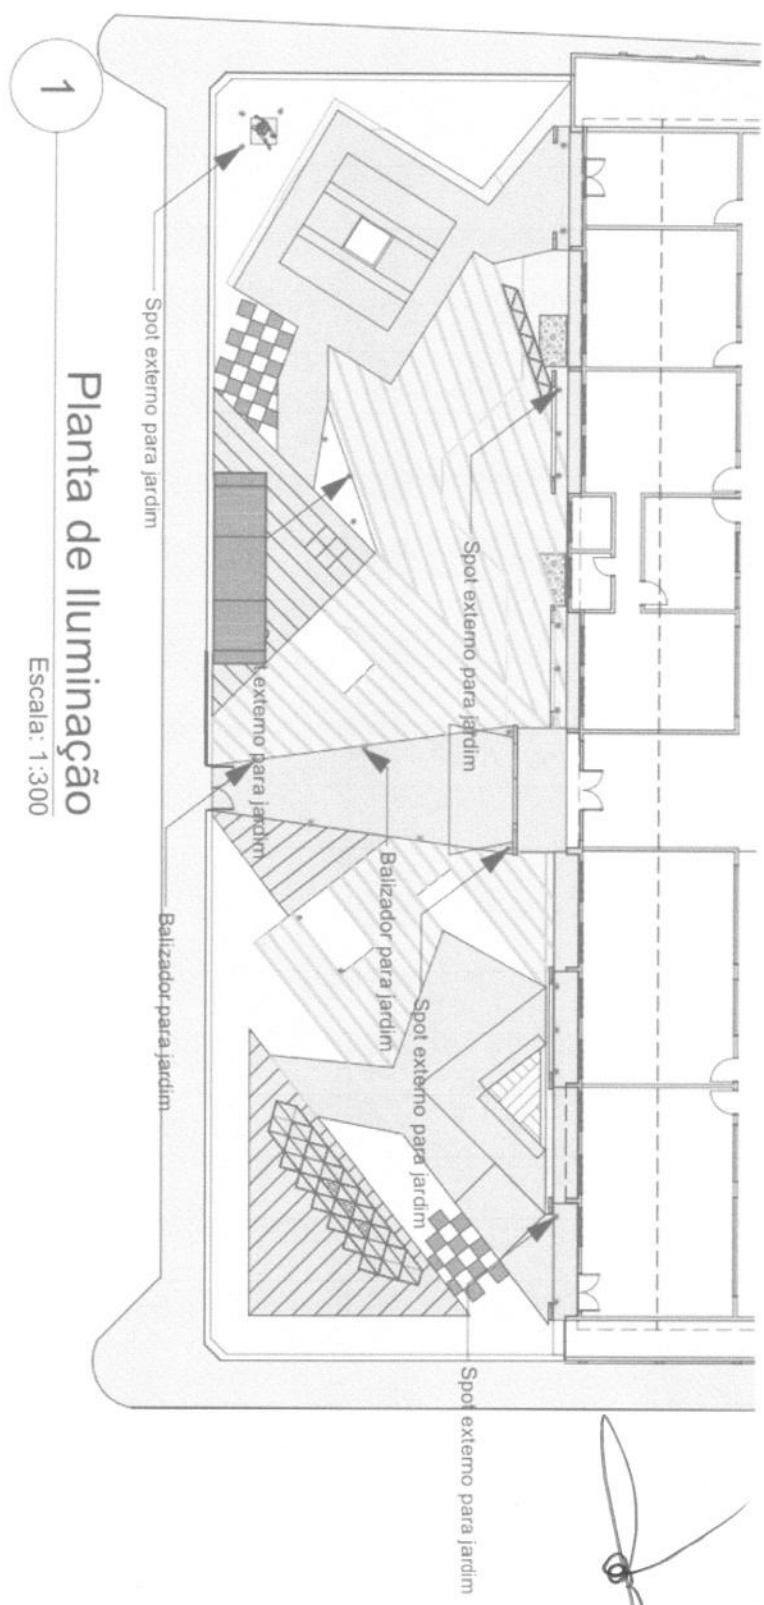 1
Planta de Iluminação
Escala: 1:300
Spot externo para jardim
Spot externo para jardim
externo para jardim
Balizador para jardim
Balizador para jardim
Spot externo para jardim
Spot externo para jardim